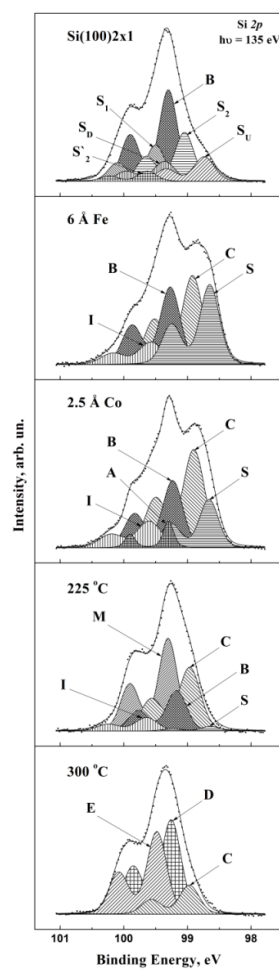 Si(100)2x1
Si 2p
hυ = 135 eV
B
S1
S2
SD
SU
S`2
6 Å Fe
B
C
S
I
2.5 Å Co
C
B
A
S
I
225 °C
M
C
B
I
S
300 °C
D
E
C
Intensity, arb. un.
101 100 99 98
Binding Energy, eV